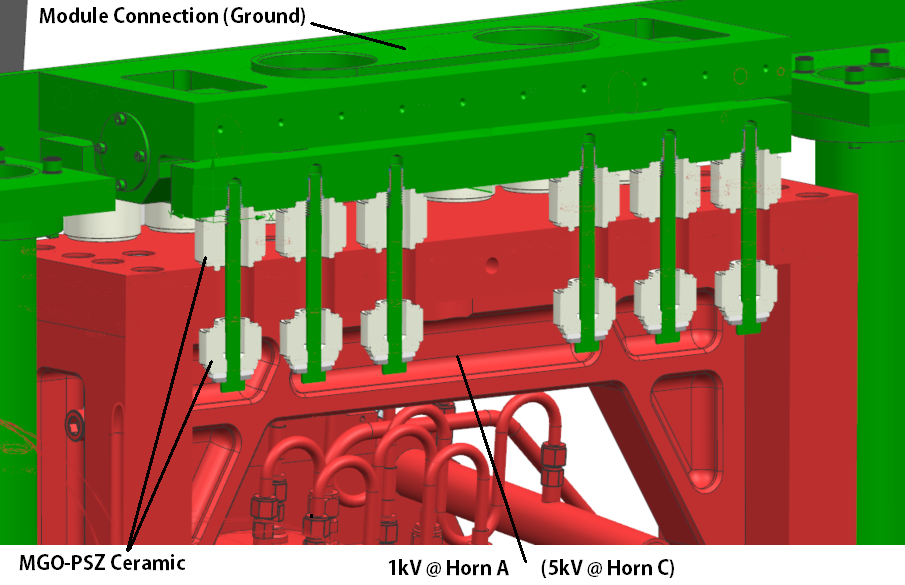 Module Connection (Ground)
MGO-PSZ Ceramic
1kV @ Horn A (5kV @ Horn C)